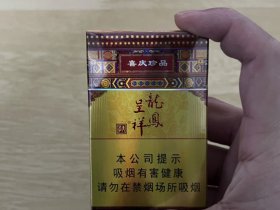 喜庆珍品
龍鳳
呈祥
本公司提示
吸烟有害健康
请勿在禁烟场所吸烟